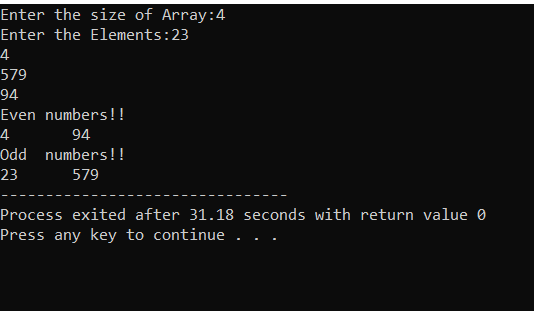 Enter the size of Array:4
Enter the Elements:23
4
579
94
Even numbers!!
4       94
Odd  numbers!!
23      579
--------------------------------
Process exited after 31.18 seconds with return value 0
Press any key to continue . . .